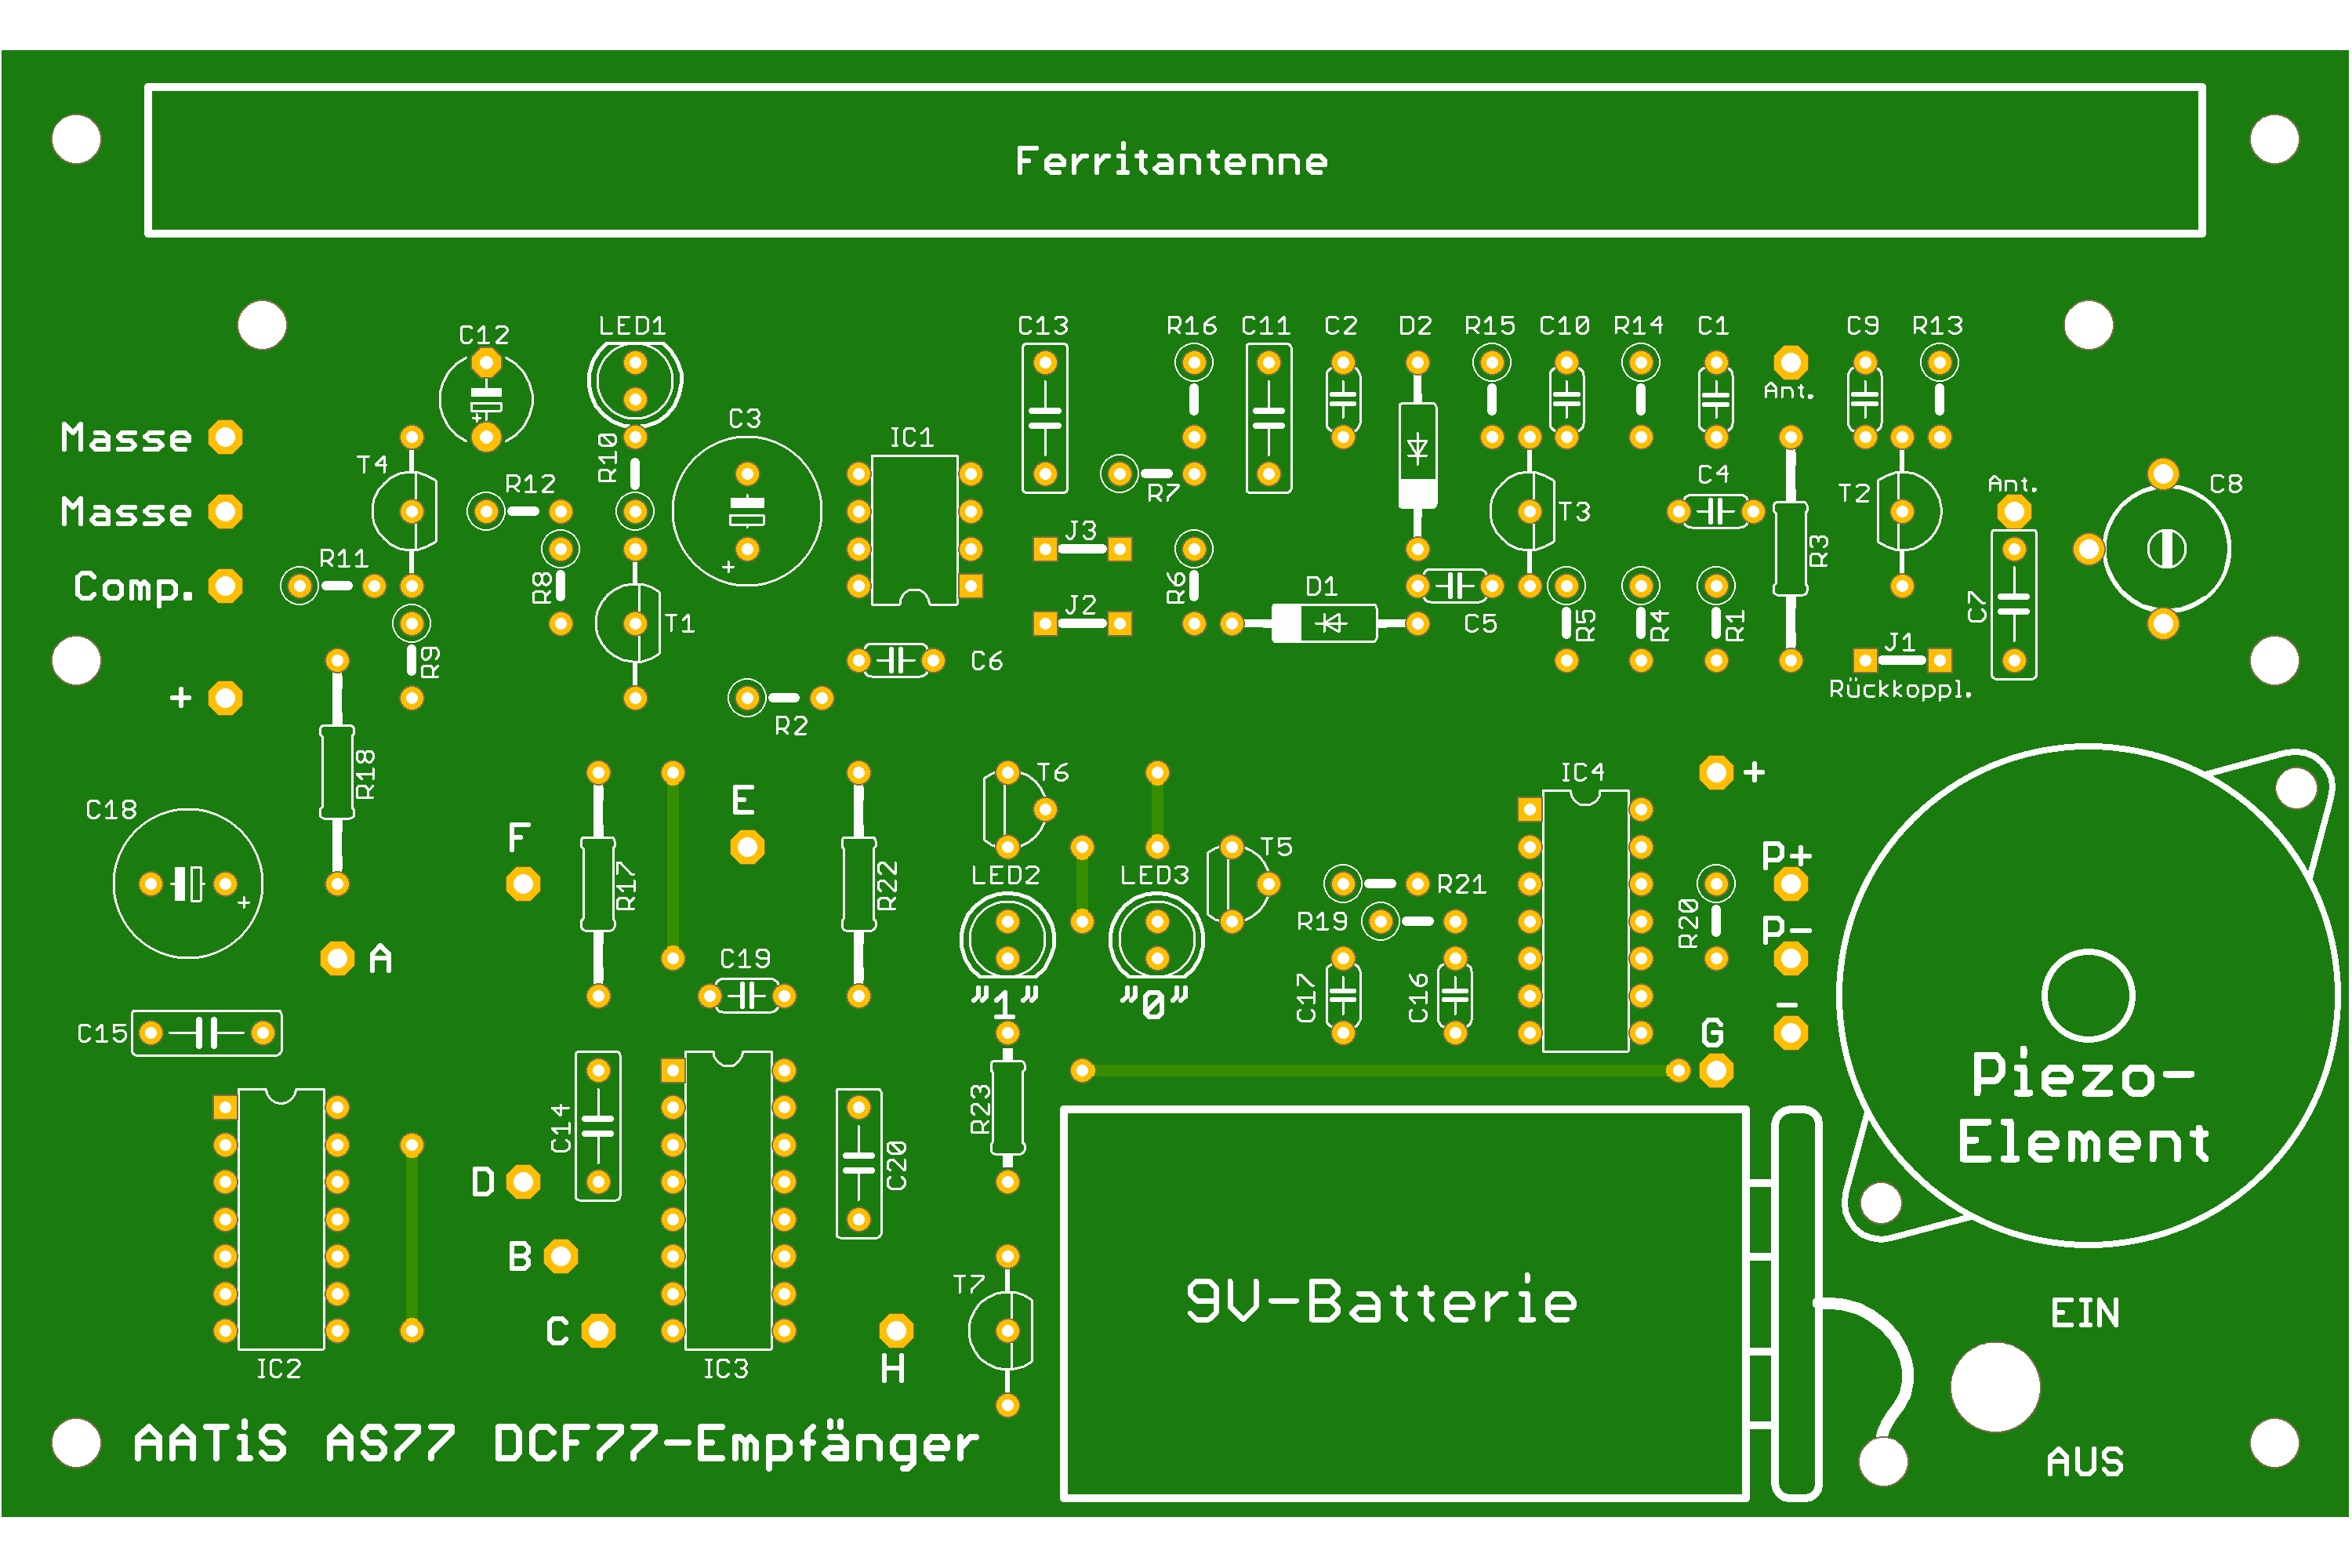 Ferritantenne
C12 LED1 C13 R16 C11 C2 D2 R15 C10 R14 C1 C9 R13
Ant.
Masse R10 C3 IC1
T4 R12 R7 C4 T2 Ant. C8
Masse J3 T3 R3
R11
Comp. R8 J2 R6 D1 C5 R5 R4 R1 C7
T1
R9 C6 J1
+ Rückkoppl.
R2
R18 T6 IC4 +
C18 E
F T5 P+
R17 R22 LED2 LED3 R21
R19 R20 P-
A C19
"1" "0" C17 C16 -
C15 G
Piezo-
C14 R23 Element
D C20
B
T7 9V-Batterie EIN
C H
IC2 IC3
AATiS AS77 DCF77-Empfänger AUS